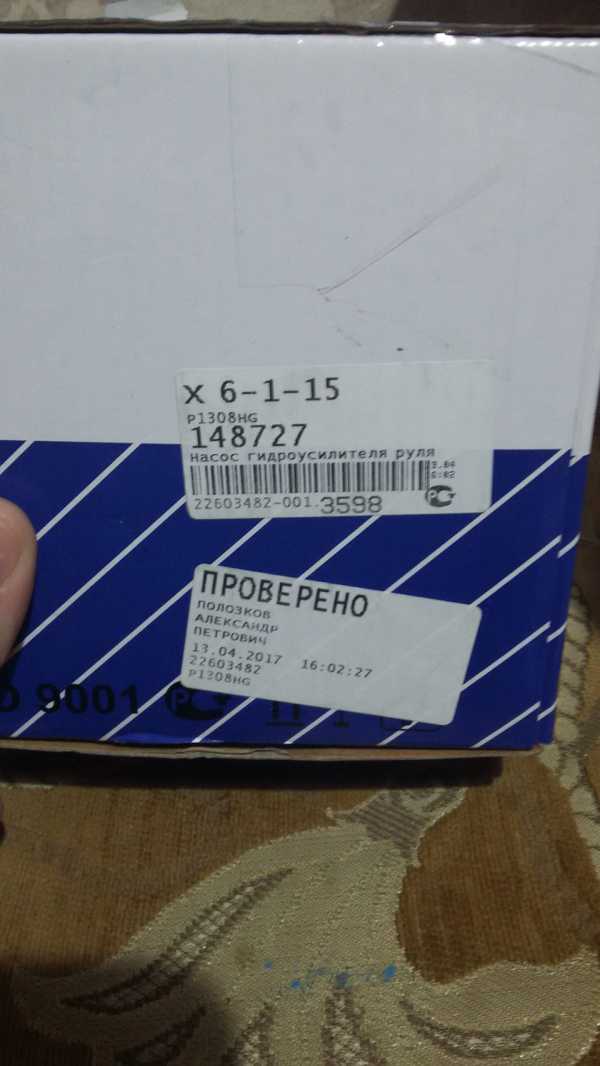 X 6-1-15
P1308HG
148727
насос гидроусилителя руля
22603482-001.3598
ПРОВЕРЕНО
ПОЛОЗКОВ
АЛЕКСАНДР
ПЕТРОВИЧ
13.04.2017 16:02:27
22603482
P1308HG
9001